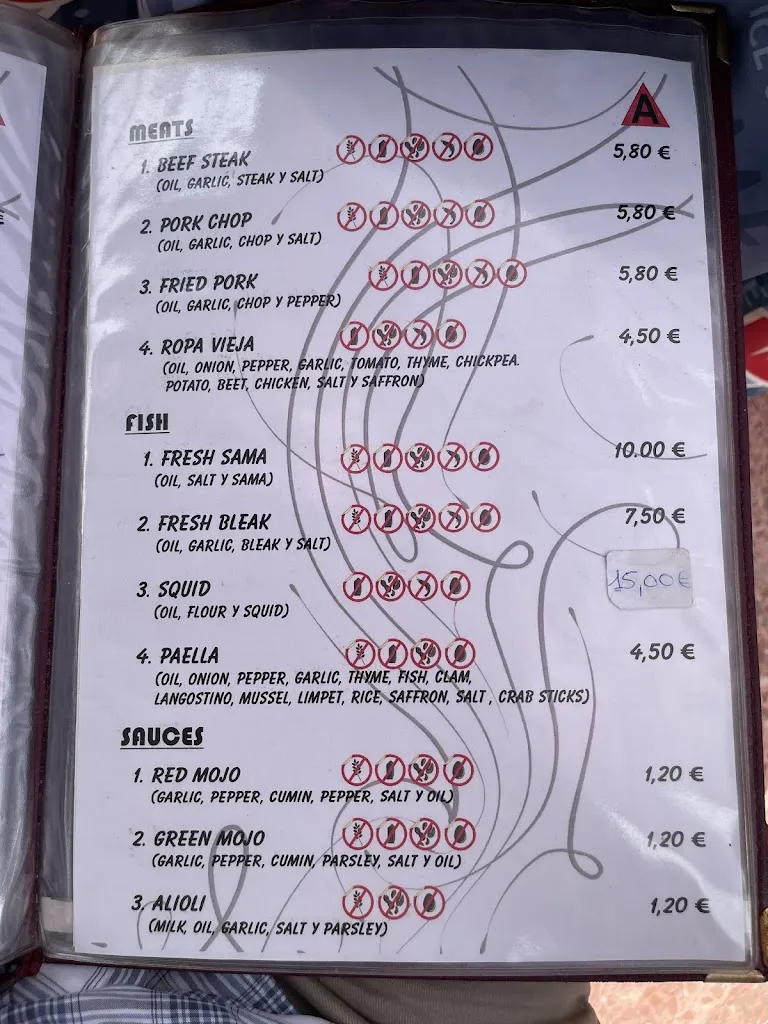 A
MEATS
1. BEEF STEAK 5,80 €
(OIL, GARLIC, STEAK Y SALT)
2. PORK CHOP 5,80 €
(OIL, GARLIC, CHOP Y SALT)
3. FRIED PORK 5,80 €
(OIL, GARLIC, CHOP Y PEPPER)
4. ROPA VIEJA 4,50 €
(OIL, ONION, PEPPER, GARLIC, TOMATO, THYME, CHICKPEA.
POTATO, BEET, CHICKEN, SALT Y SAFFRON)
FISH
1. FRESH SAMA 10.00 €
(OIL, SALT Y SAMA)
2. FRESH BLEAK 7,50 €
(OIL, GARLIC, BLEAK Y SALT)
3. SQUID 15,00€
(OIL, FLOUR Y SQUID)
4. PAELLA 4,50 €
(OIL, ONION, PEPPER, GARLIC, THYME, FISH, CLAM,
LANGOSTINO, MUSSEL, LIMPET, RICE, SAFFRON, SALT , CRAB STICKS)
SAUCES
1. RED MOJO 1,20 €
(GARLIC, PEPPER, CUMIN, PEPPER, SALT Y OIL)
2. GREEN MOJO 1,20 €
(GARLIC, PEPPER, CUMIN, PARSLEY, SALT Y OIL)
3. ALIOLI 1,20 €
(MILK, OIL, GARLIC, SALT Y PARSLEY)